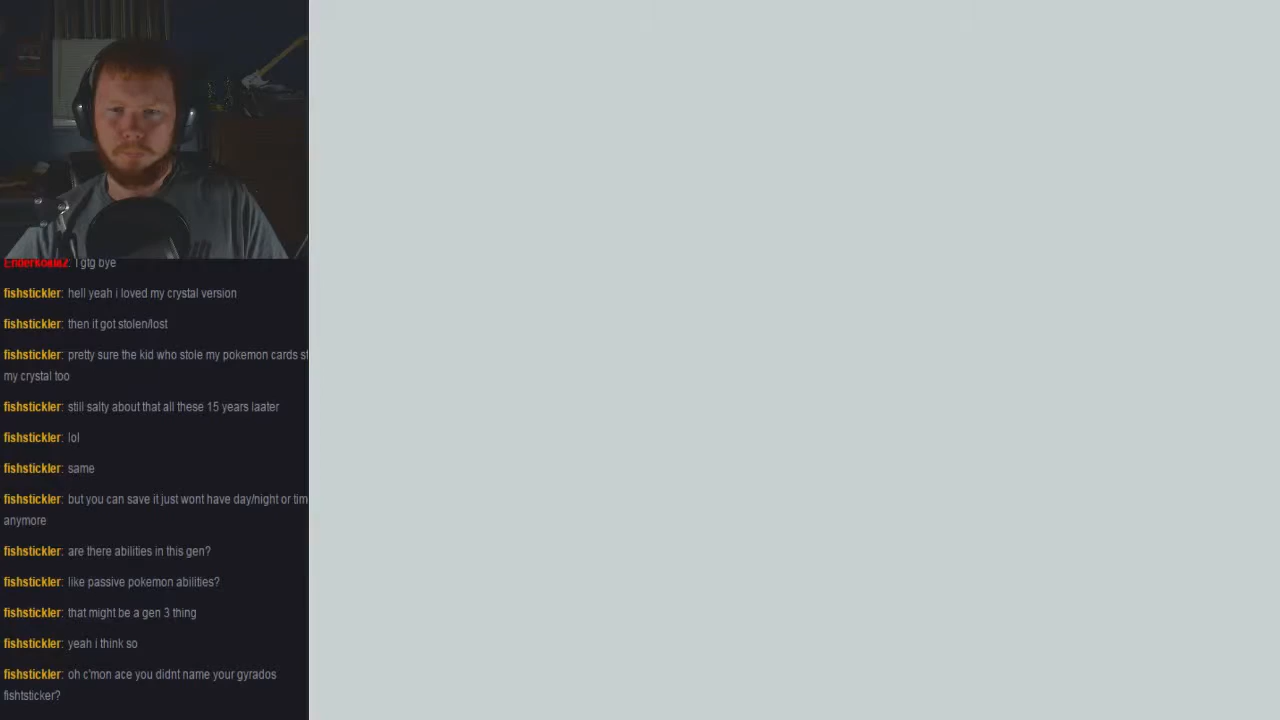 I gtg bye
fishstickler: hell yeah i loved my crystal version
fishstickler: then it got stolen/lost
fishstickler: pretty sure the kid who stole my pokemon cards
my crystal too
fishstickler: still salty about that all these 15 years laater
fishstickler: lol
fishstickler: same
fishstickler: but you can save it just wont have day/night or
anymore
fishstickler: are there abilities in this gen?
fishstickler: like passive pokemon abilities?
fishstickler: that might be a gen 3 thing
fishstickler: yeah i think so
fishstickler: oh c'mon ace you didnt name your gyrados
fishtsticker?